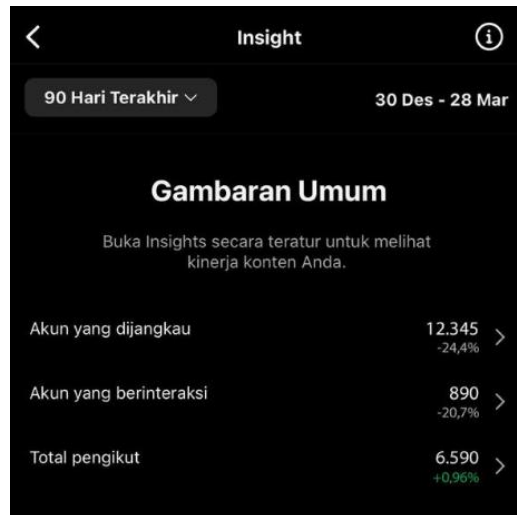 Insight
90 Hari Terakhir
30 Des - 28 Mar
Gambaran Umum
Buka Insights secara teratur untuk melihat
kinerja konten Anda.
Akun yang dijangkau
12.345
-24,4%
Akun yang berinteraksi
890
-20,7%
Total pengikut
6.590
+0,96%